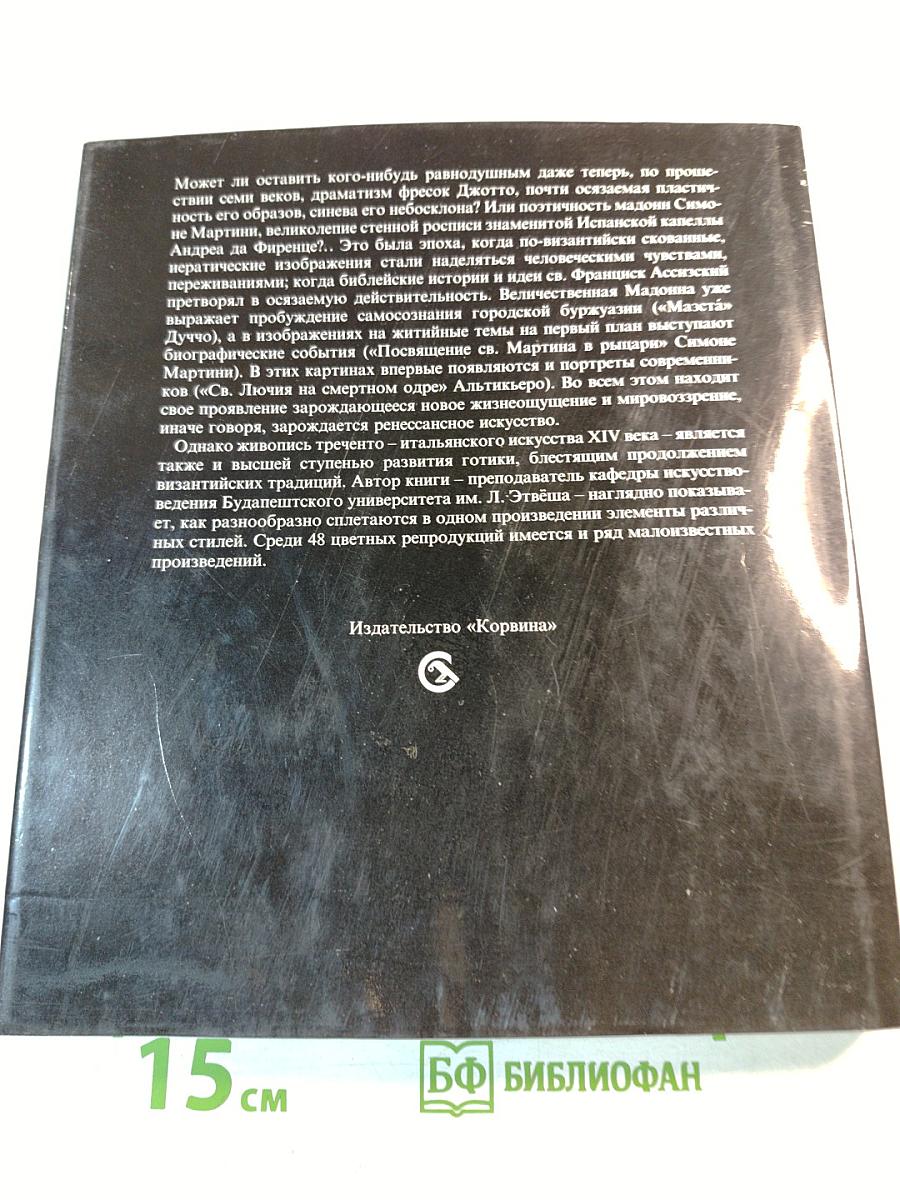 Может ли оставить кого-нибудь равнодушным даже теперь, по проше-
ствии семи веков, драматизм фресок Джотто, почти осязаемая пластич-
ность его образов, синева его небосклона? Или поэтичность мадонн Симо-
не Мартини, великолепие стенной росписи знаменитой Испанской капеллы
Андреа да Фиренце?.. Это была эпоха, когда по-византийски скованные,
иератические изображения стали наделяться человеческими чувствами,
переживаниями; когда библейские истории и идеи св. Франциск Ассизский
претворял в осязаемую действительность. Величественная Мадонна уже
выражает пробуждение самосознания городской буржуазии («Маэста́»
Дуччо), а в изображениях на житийные темы на первый план выступают
биографические события («Посвящение св. Мартина в рыцари» Симоне
Мартини). В этих картинах впервые появляются и портреты современни-
ков («Св. Лючия на смертном одре» Альтикьеро). Во всем этом находит
свое проявление зарождающееся новое жизнеощущение и мировоззрение,
иначе говоря, зарождается ренессансное искусство.
Однако живопись треченто – итальянского искусства XIV века – является
также и высшей ступенью развития готики, блестящим продолжением
византийских традиций. Автор книги – преподаватель кафедры искусство-
ведения Будапештского университета им. Л. Этвёша – наглядно показыва-
ет, как разнообразно сплетаются в одном произведении элементы различ-
ных стилей. Среди 48 цветных репродукций имеется и ряд малоизвестных
произведений.
Издательство «Корвина»
15 см
БФ БИБЛИОФАН